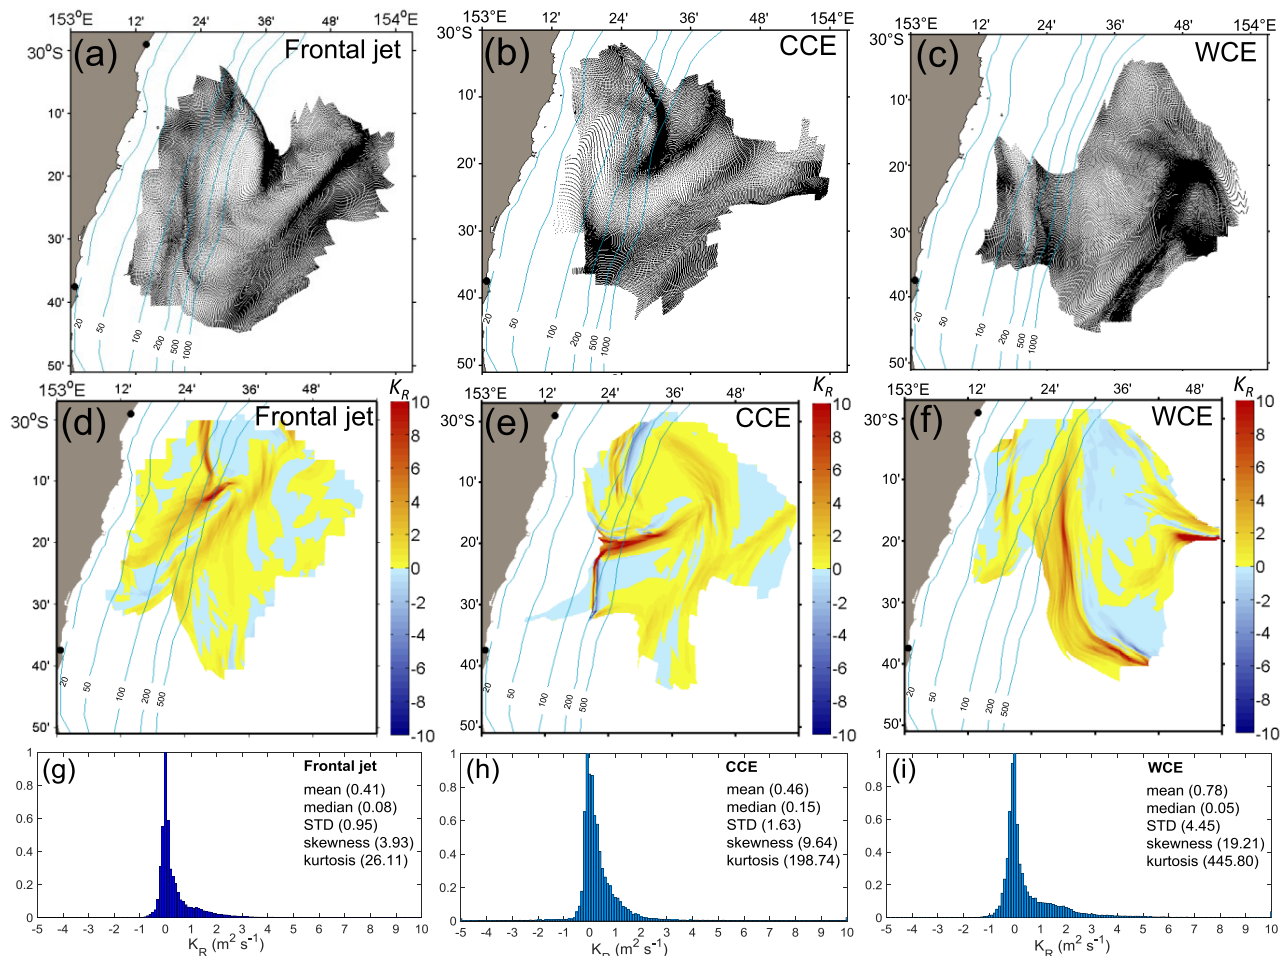 153°E 12' 24' 36' 48' 154°E
(a) Frontal jet
30°S
10'
20'
30'
40'
50'
20 50 100 200 500 1000
153°E 12' 24' 36' 48' 154°E
(b) CCE
30°S
10'
20'
30'
40'
50'
20 50 100 200 500 1000
153°E 12' 24' 36' 48' 154°E
(c) WCE
30°S
10'
20'
30'
40'
50'
20 50 100 200 500 1000
153°E 12' 24' 36' 48' K_R
(d) Frontal jet
30°S
10'
20'
30'
40'
50'
20 50 100 200 500
10
8
6
4
2
0
-2
-4
-6
-8
-10
153°E 12' 24' 36' 48' K_R
(e) CCE
30°S
10'
20'
30'
40'
50'
20 50 100 200 500
10
8
6
4
2
0
-2
-4
-6
-8
-10
153°E 12' 24' 36' 48' K_R
(f) WCE
30°S
10'
20'
30'
40'
50'
20 50 100 200 500
10
8
6
4
2
0
-2
-4
-6
-8
-10
(g) Frontal jet
mean (0.41)
median (0.08)
STD (0.95)
skewness (3.93)
kurtosis (26.11)
1
0.8
0.6
0.4
0.2
0
-5 -4 -3 -2 -1 0 1 2 3 4 5 6 7 8 9 10
K_R (m² s⁻¹)
(h) CCE
mean (0.46)
median (0.15)
STD (1.63)
skewness (9.64)
kurtosis (198.74)
1
0.8
0.6
0.4
0.2
0
-5 -4 -3 -2 -1 0 1 2 3 4 5 6 7 8 9 10
K_R (m² s⁻¹)
(i) WCE
mean (0.78)
median (0.05)
STD (4.45)
skewness (19.21)
kurtosis (445.80)
1
0.8
0.6
0.4
0.2
0
-5 -4 -3 -2 -1 0 1 2 3 4 5 6 7 8 9 10
K_R (m² s⁻¹)